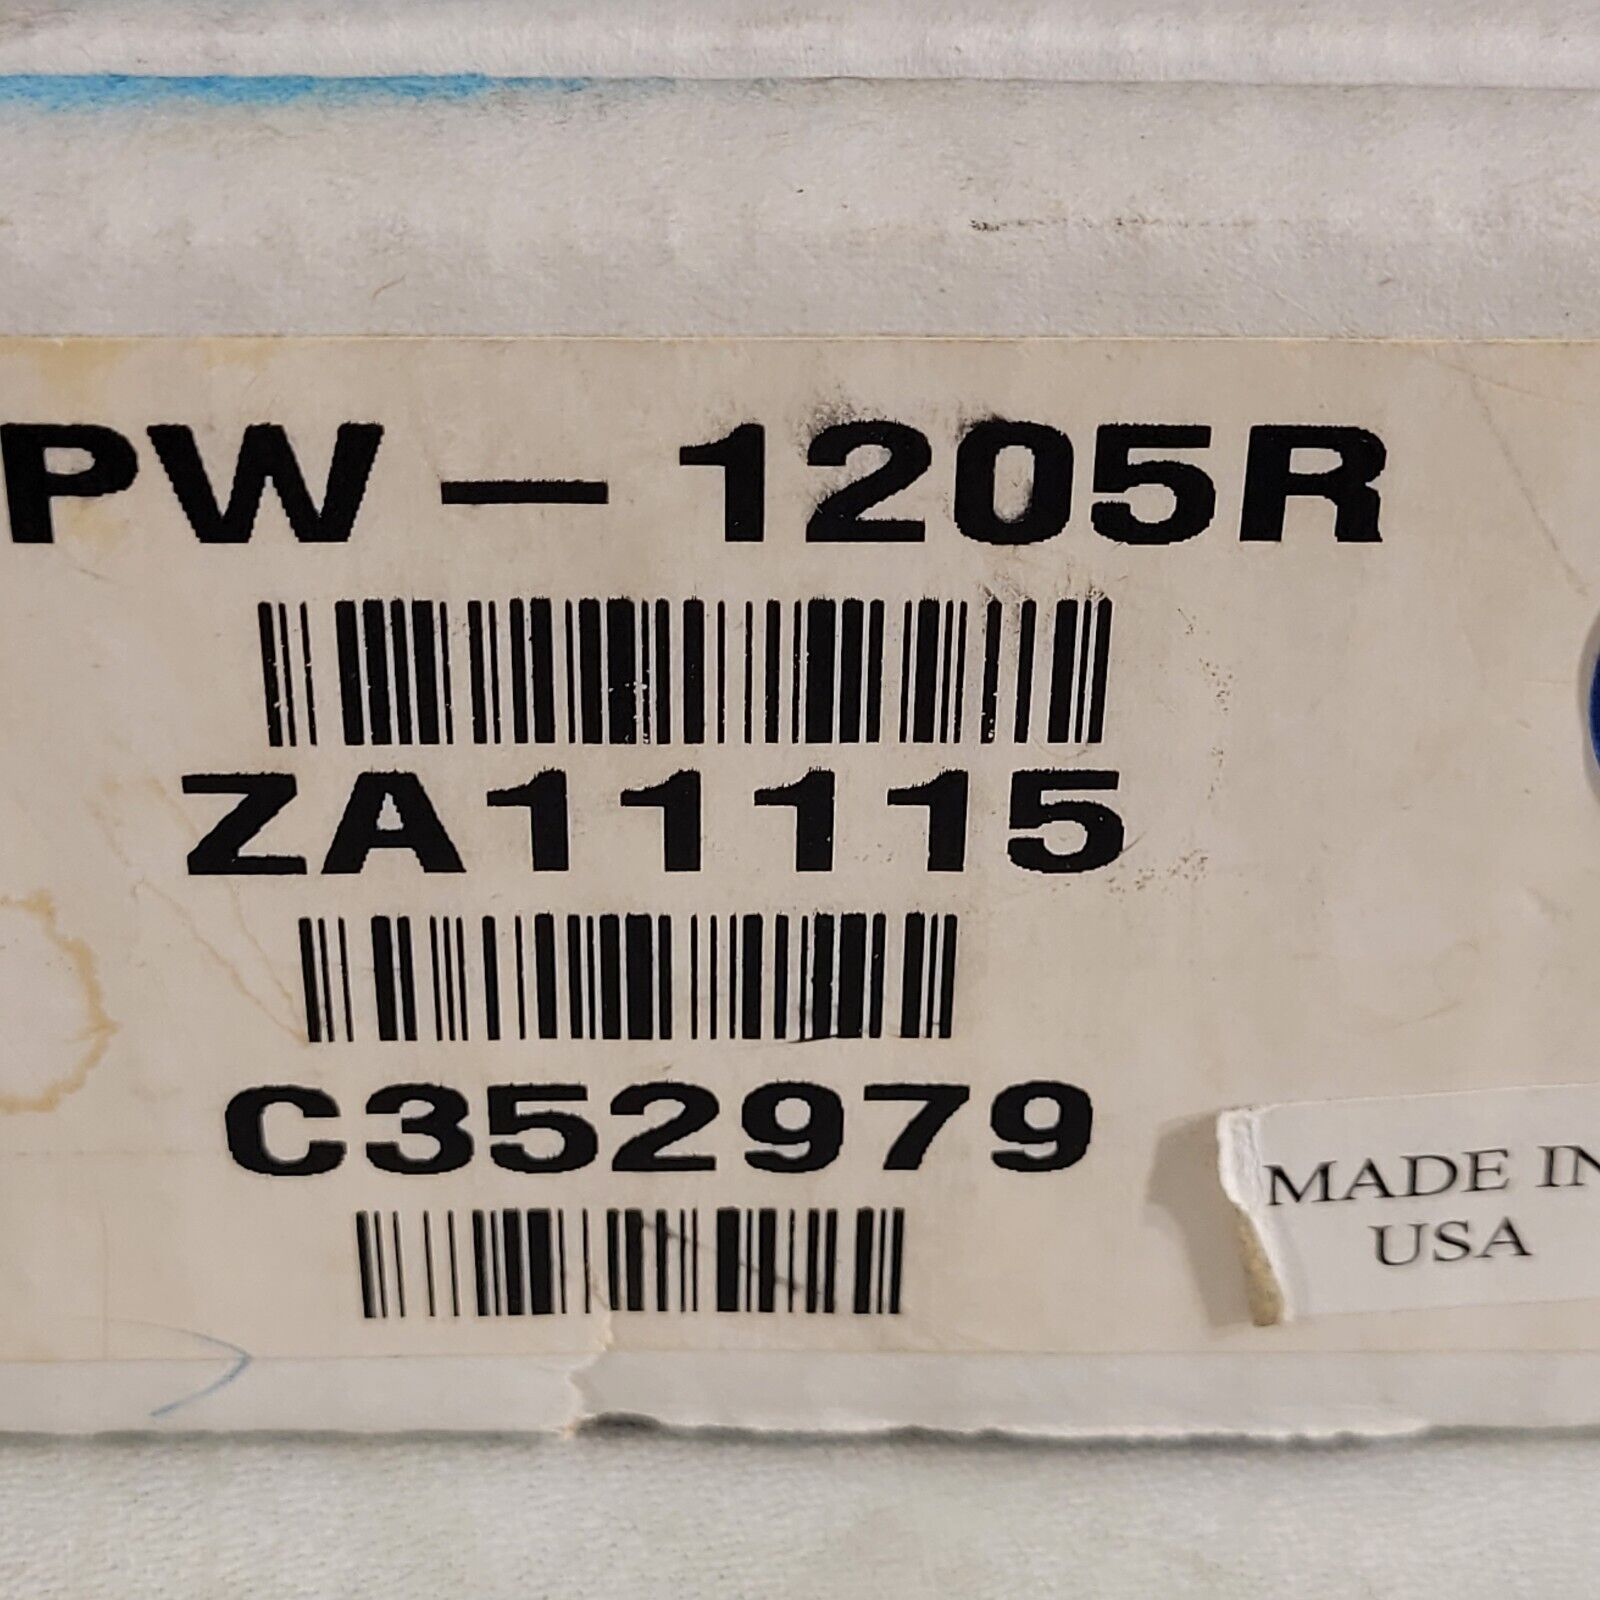 PW-1205R
ZA11115
C352979
MADE IN
USA